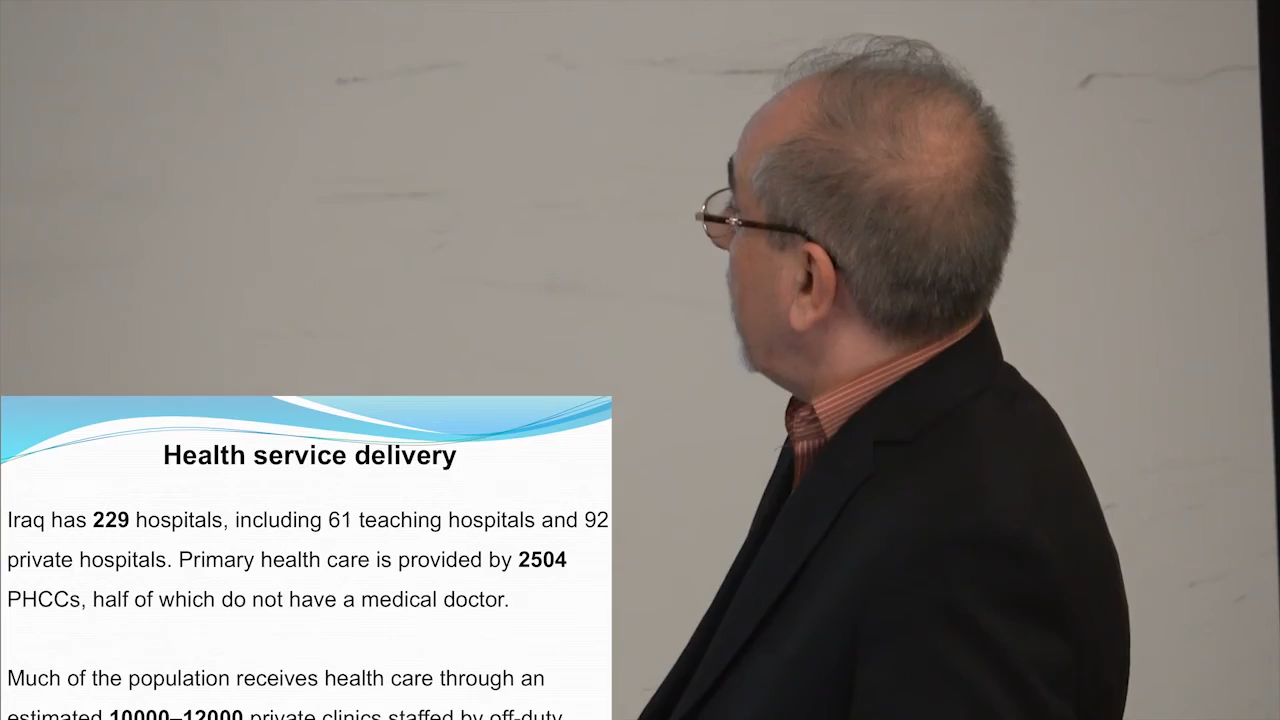 Health service delivery
Iraq has 229 hospitals, including 61 teaching hospitals and 92
private hospitals. Primary health care is provided by 2504
PHCCs, half of which do not have a medical doctor.
Much of the population receives health care through an
estimated 10000–12000 private clinics staffed by off-duty